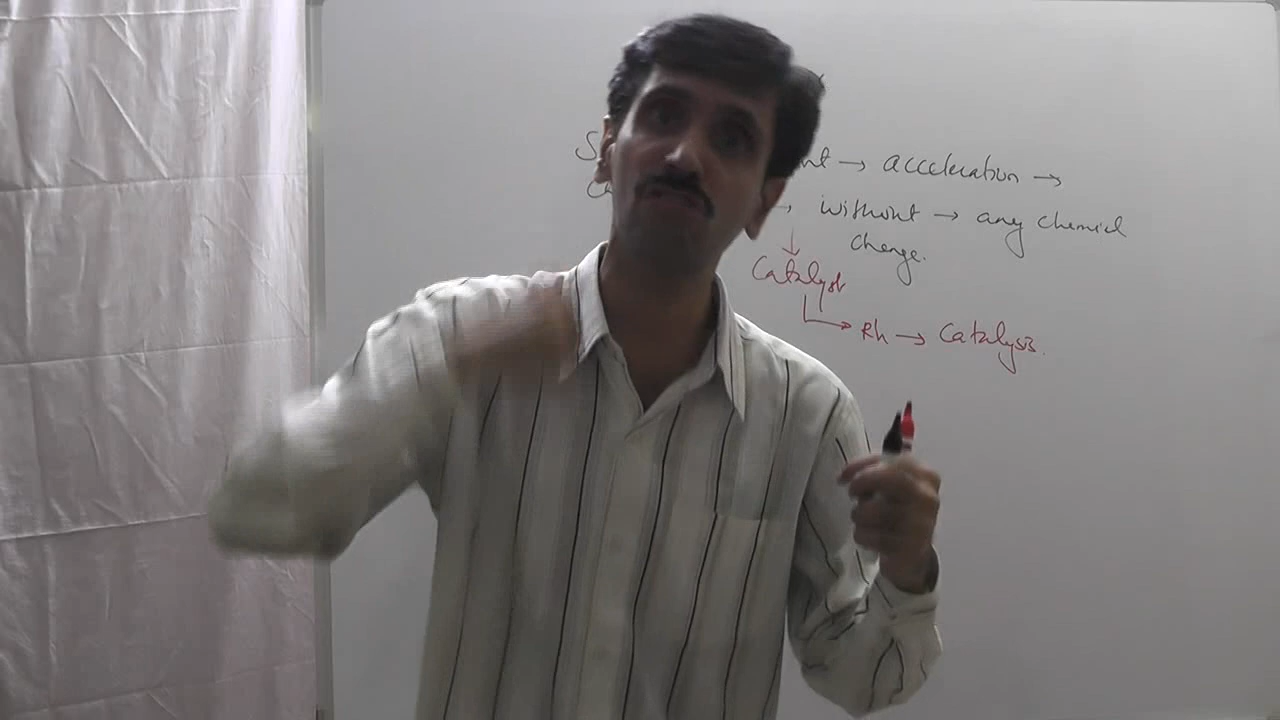 → acceleration →
→ without → any chemical
change.
↓
Catalyst
↳ Rh → Catalysis.